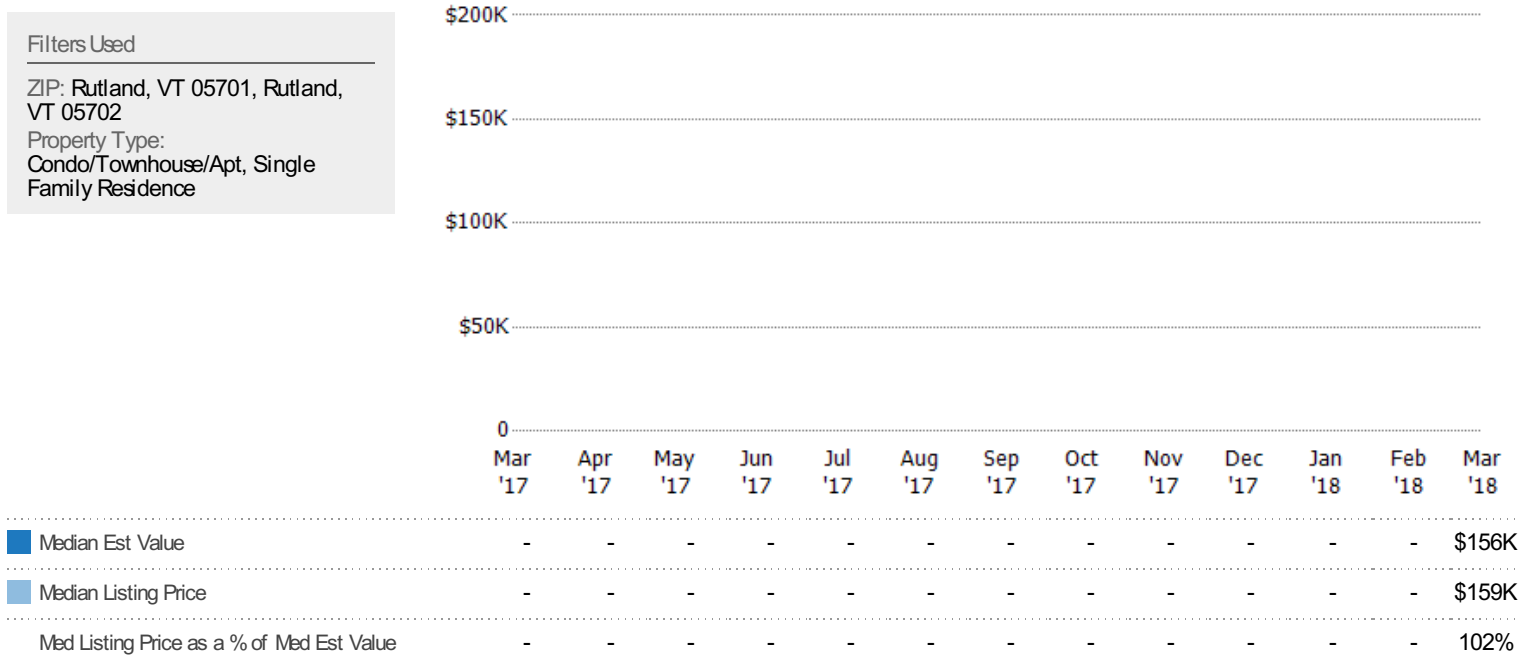 Filters Used
ZIP: Rutland, VT 05701, Rutland,
VT 05702
Property Type:
Condo/Townhouse/Apt, Single
Family Residence
$200K
$150K
$100K
$50K
0
Mar Apr May Jun Jul Aug Sep Oct Nov Dec Jan Feb Mar
'17 '17 '17 '17 '17 '17 '17 '17 '17 '17 '18 '18 '18
Median Est Value - - - - - - - - - - - - $156K
Median Listing Price - - - - - - - - - - - - $159K
Med Listing Price as a % of Med Est Value - - - - - - - - - - - - 102%